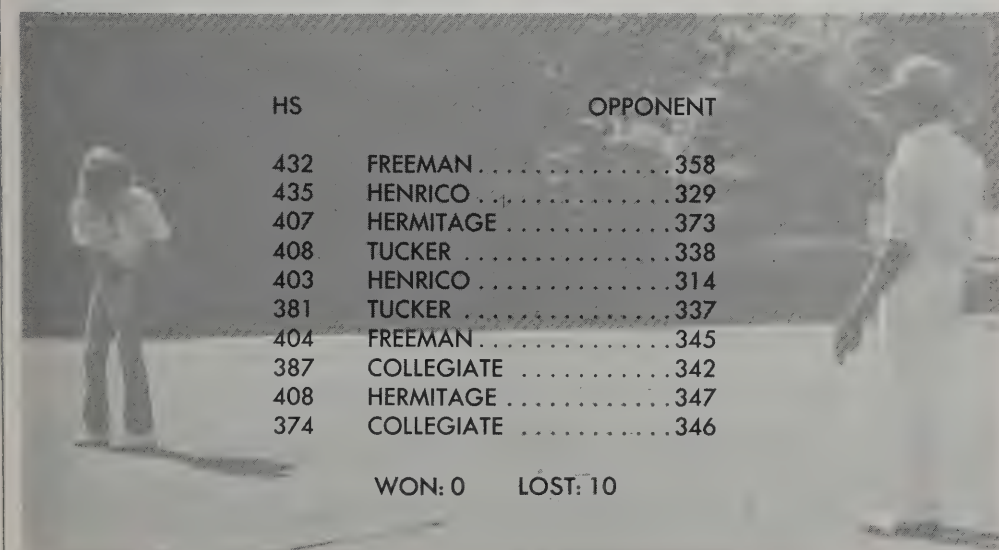 HS OPPONENT
432 FREEMAN..............358
435 HENRICO..............329
407 HERMITAGE............373
408 TUCKER...............338
403 HENRICO..............314
381 TUCKER...............337
404 FREEMAN..............345
387 COLLEGIATE...........342
408 HERMITAGE............347
374 COLLEGIATE...........346
WON: 0 LOST: 10